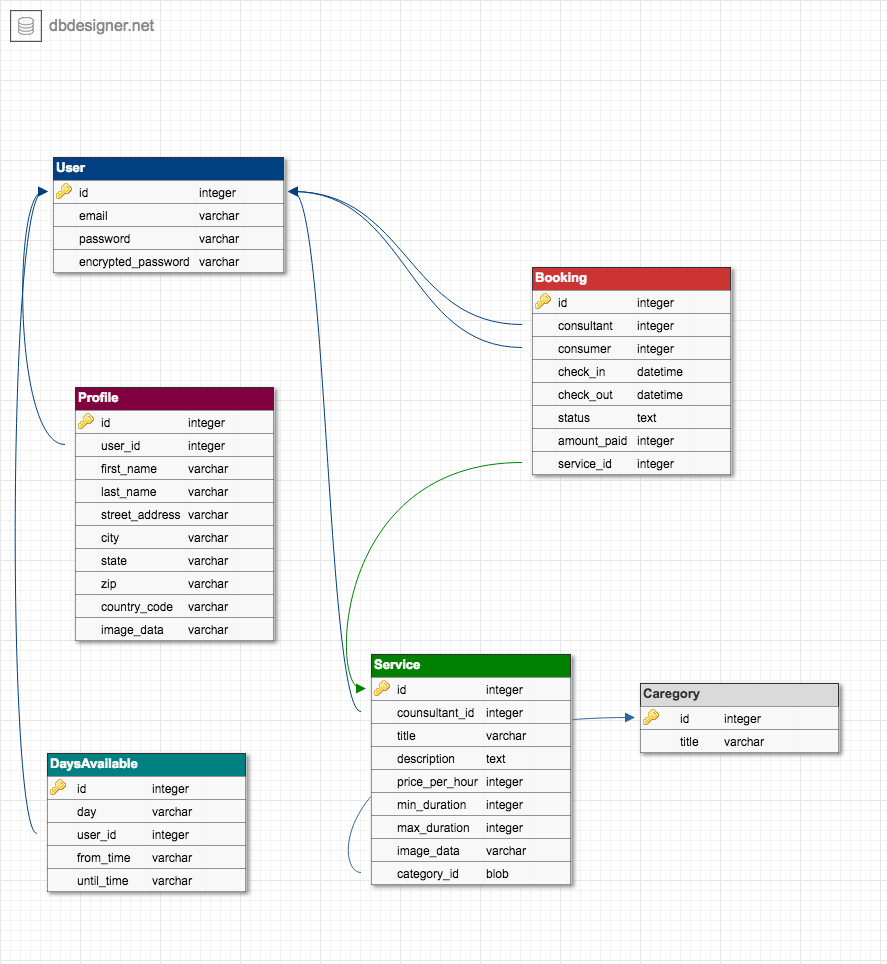 dbdesigner.net
User
id integer
email varchar
password varchar
encrypted_password varchar
Booking
id integer
consultant integer
consumer integer
check_in datetime
check_out datetime
status text
amount_paid integer
service_id integer
Profile
id integer
user_id integer
first_name varchar
last_name varchar
street_address varchar
city varchar
state varchar
zip varchar
country_code varchar
image_data varchar
Service
id integer
counsultant_id integer
title varchar
description text
price_per_hour integer
min_duration integer
max_duration integer
image_data varchar
category_id blob
Caregory
id integer
title varchar
DaysAvailable
id integer
day varchar
user_id integer
from_time varchar
until_time varchar